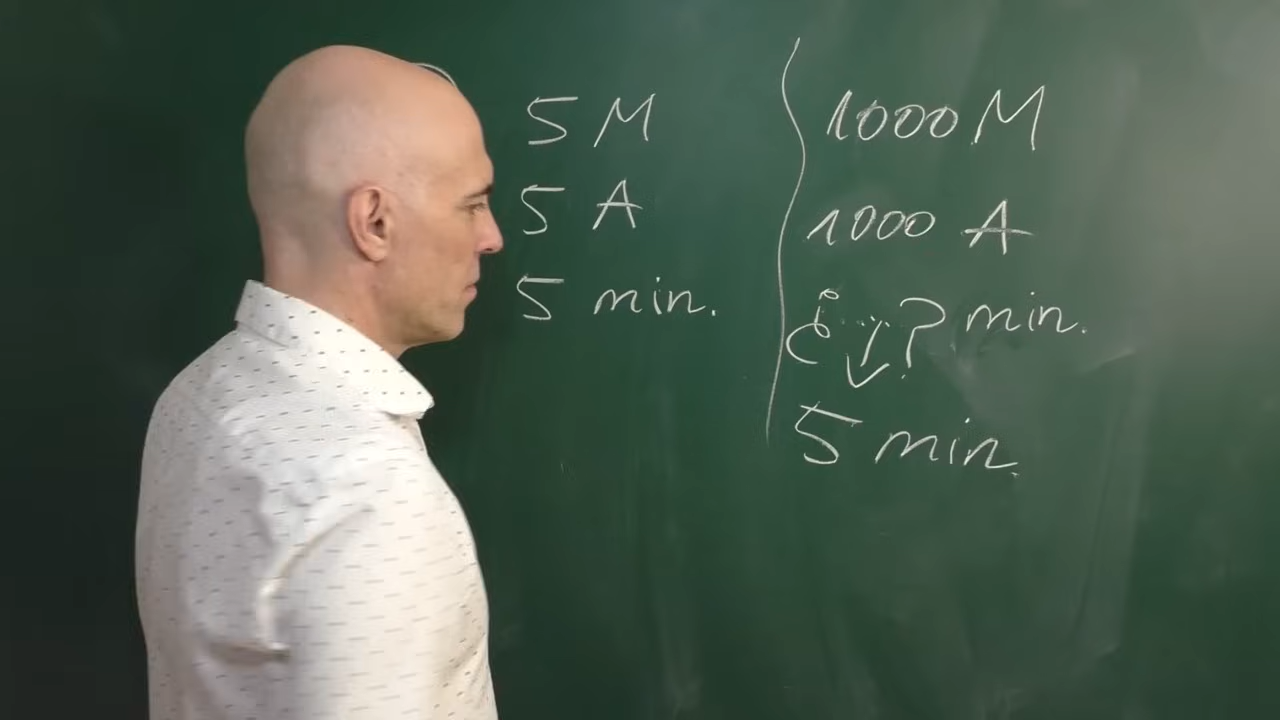 5 M
5 A
5 min.
1000 M
1000 A
¿...? min.
5 min.